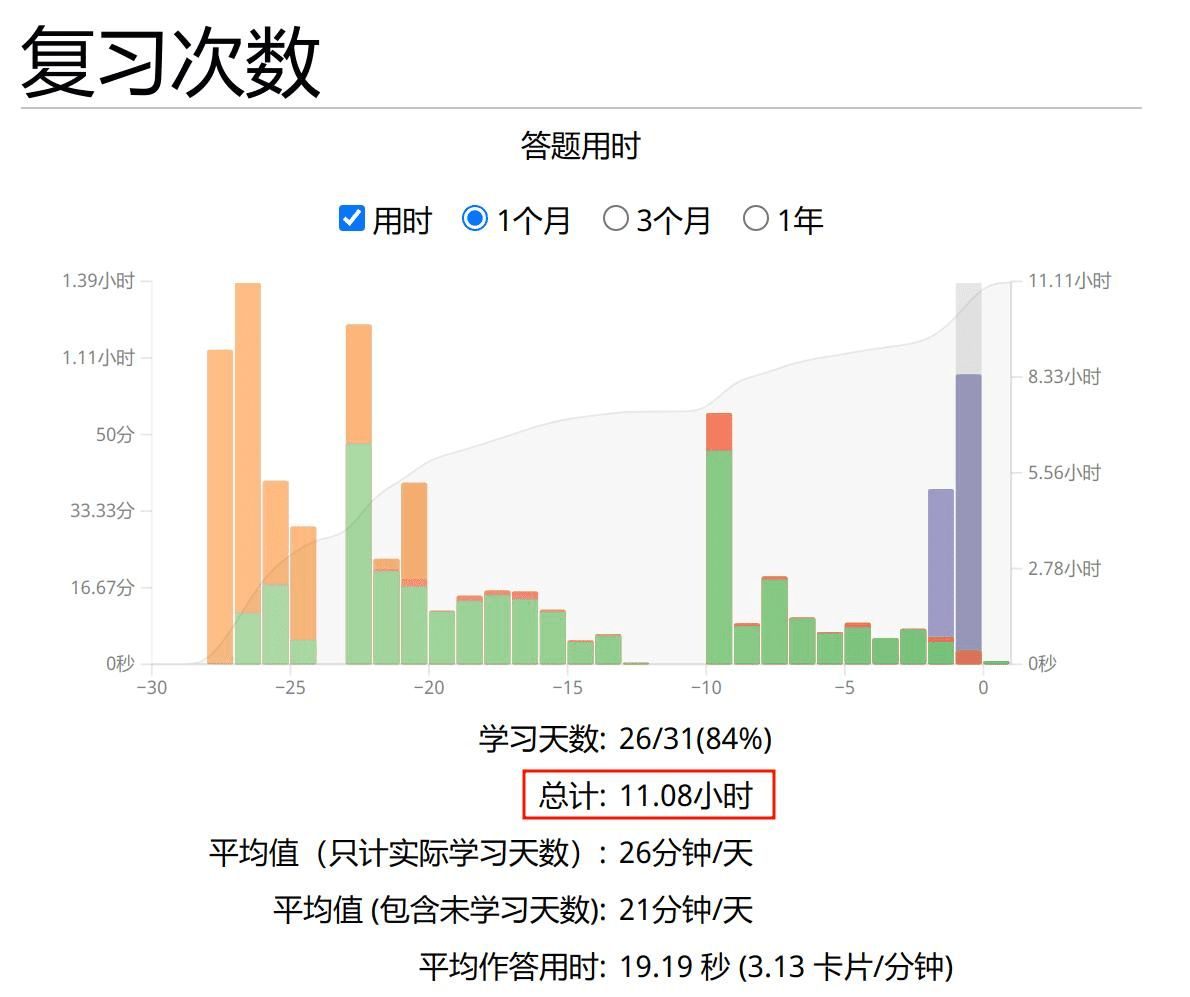 复习次数
答题用时
用时 1个月 3个月 1年
1.39小时 11.11小时
1.11小时 8.33小时
50分 5.56小时
33.33分 2.78小时
16.67分
0秒 0秒
−30 −25 −20 −15 −10 −5 0
学习天数: 26/31(84%)
总计: 11.08小时
平均值（只计实际学习天数）: 26分钟/天
平均值 (包含未学习天数): 21分钟/天
平均作答用时: 19.19 秒 (3.13 卡片/分钟)